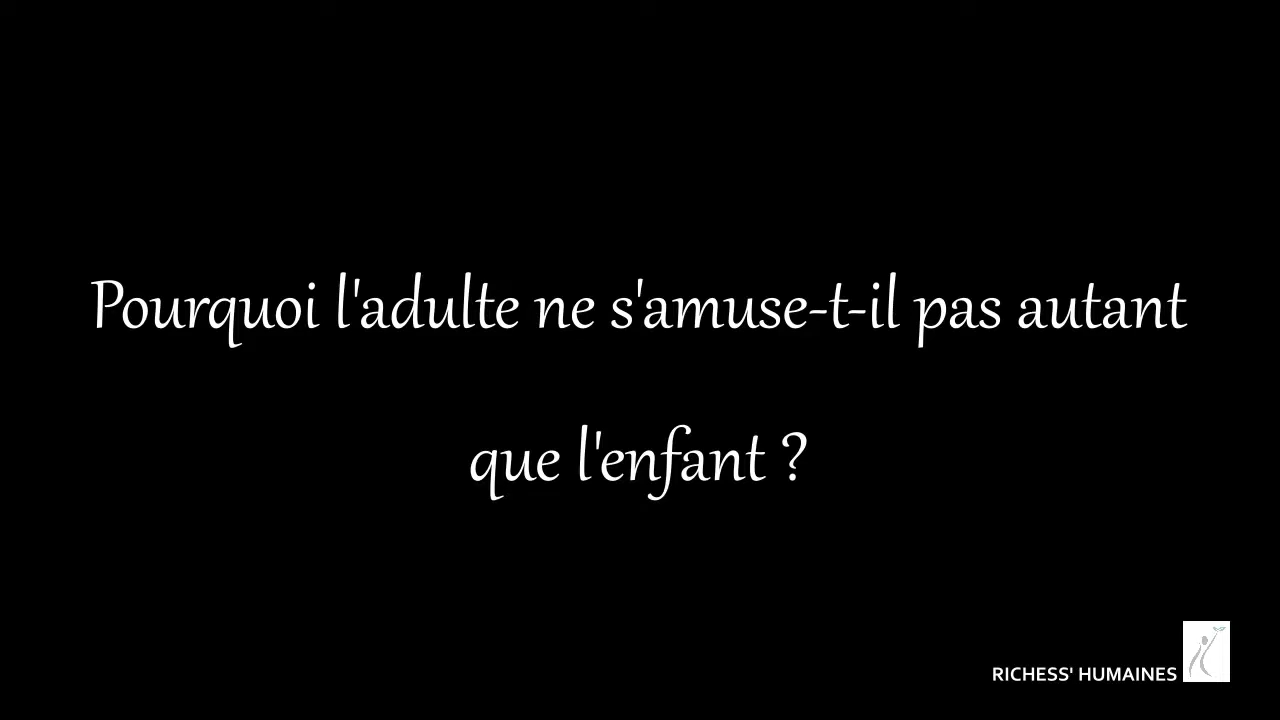 Pourquoi l'adulte ne s'amuse-t-il pas autant
que l'enfant ?
RICHESS' HUMAINES